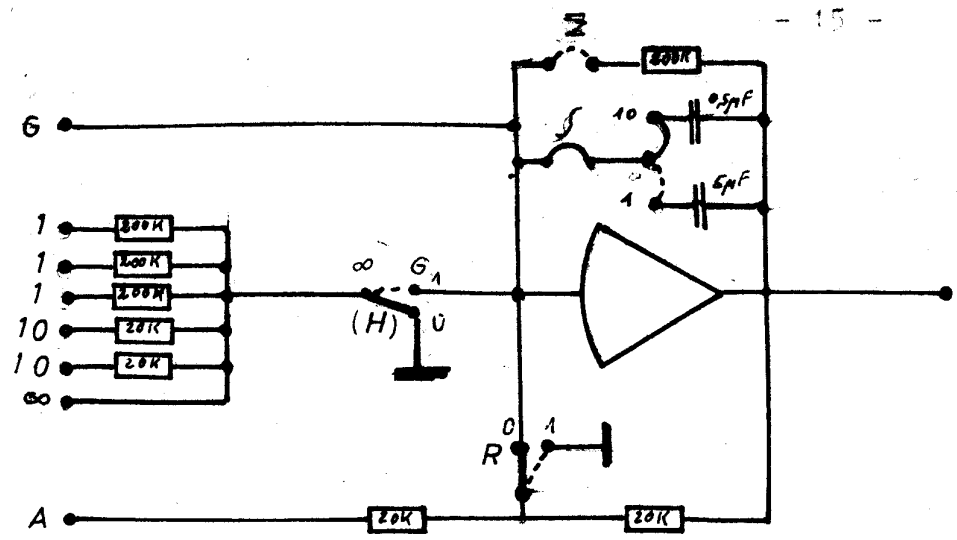 - 15 -
Σ
200K
G
10
0,5μF
∫
1
5μF
1 200K
1 200K
1 200K
10 20K
10 20K
∞
∞ G 1
(H) 0
0 1
R
A 20K 20K